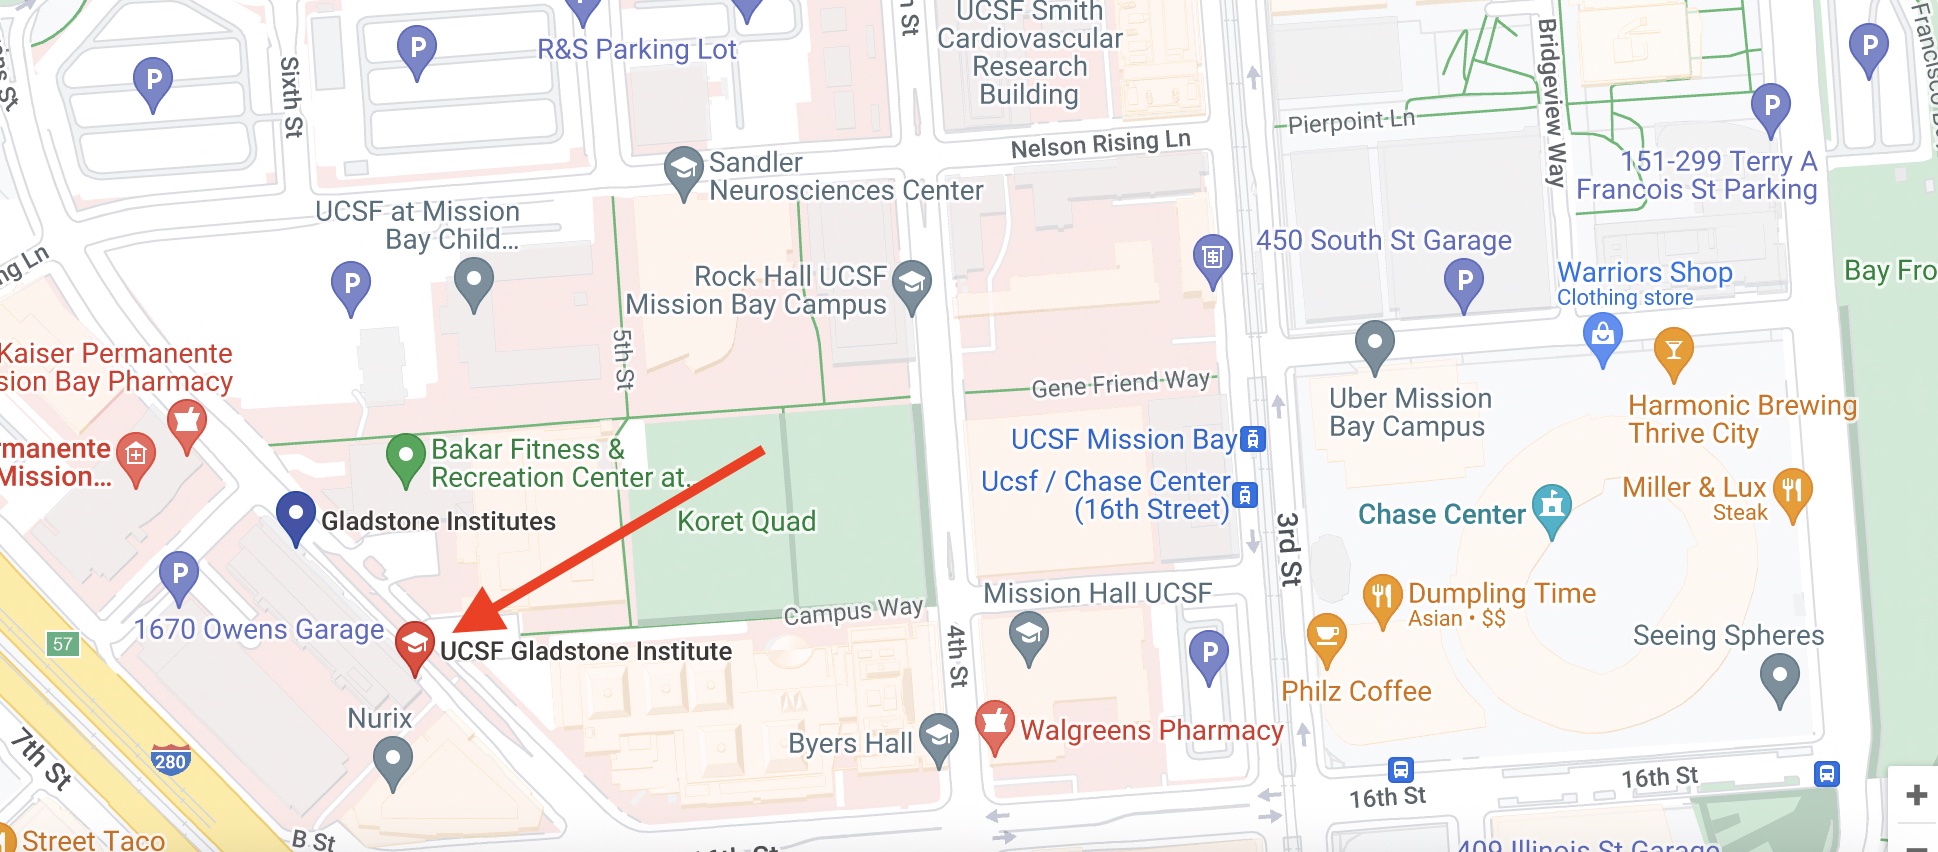 UCSF Smith
Cardiovascular
Research
Building
R&S Parking Lot
Sixth St
Bridgeview Way
Pierpoint Ln
Nelson Rising Ln
Sandler
Neurosciences Center
151-299 Terry A
Francois St Parking
UCSF at Mission
Bay Child...
450 South St Garage
Rock Hall UCSF
Mission Bay Campus
Warriors Shop
Clothing store
Bay Fro
ng Ln
5th St
Kaiser Permanente
sion Bay Pharmacy
Gene Friend Way
Uber Mission
Bay Campus
Harmonic Brewing
Thrive City
rmanente
Mission...
Bakar Fitness &
Recreation Center at...
UCSF Mission Bay
Ucsf / Chase Center
(16th Street)
Miller & Lux
Steak
Chase Center
Gladstone Institutes
Koret Quad
3rd St
Campus Way
Mission Hall UCSF
Dumpling Time
Asian • $$
1670 Owens Garage
57
UCSF Gladstone Institute
4th St
Seeing Spheres
Philz Coffee
Nurix
Byers Hall
Walgreens Pharmacy
7th St
280
16th St
16th St
B St
Street Taco
409 Illinois St Garage
P
P
P
P
P
P
P
P
P